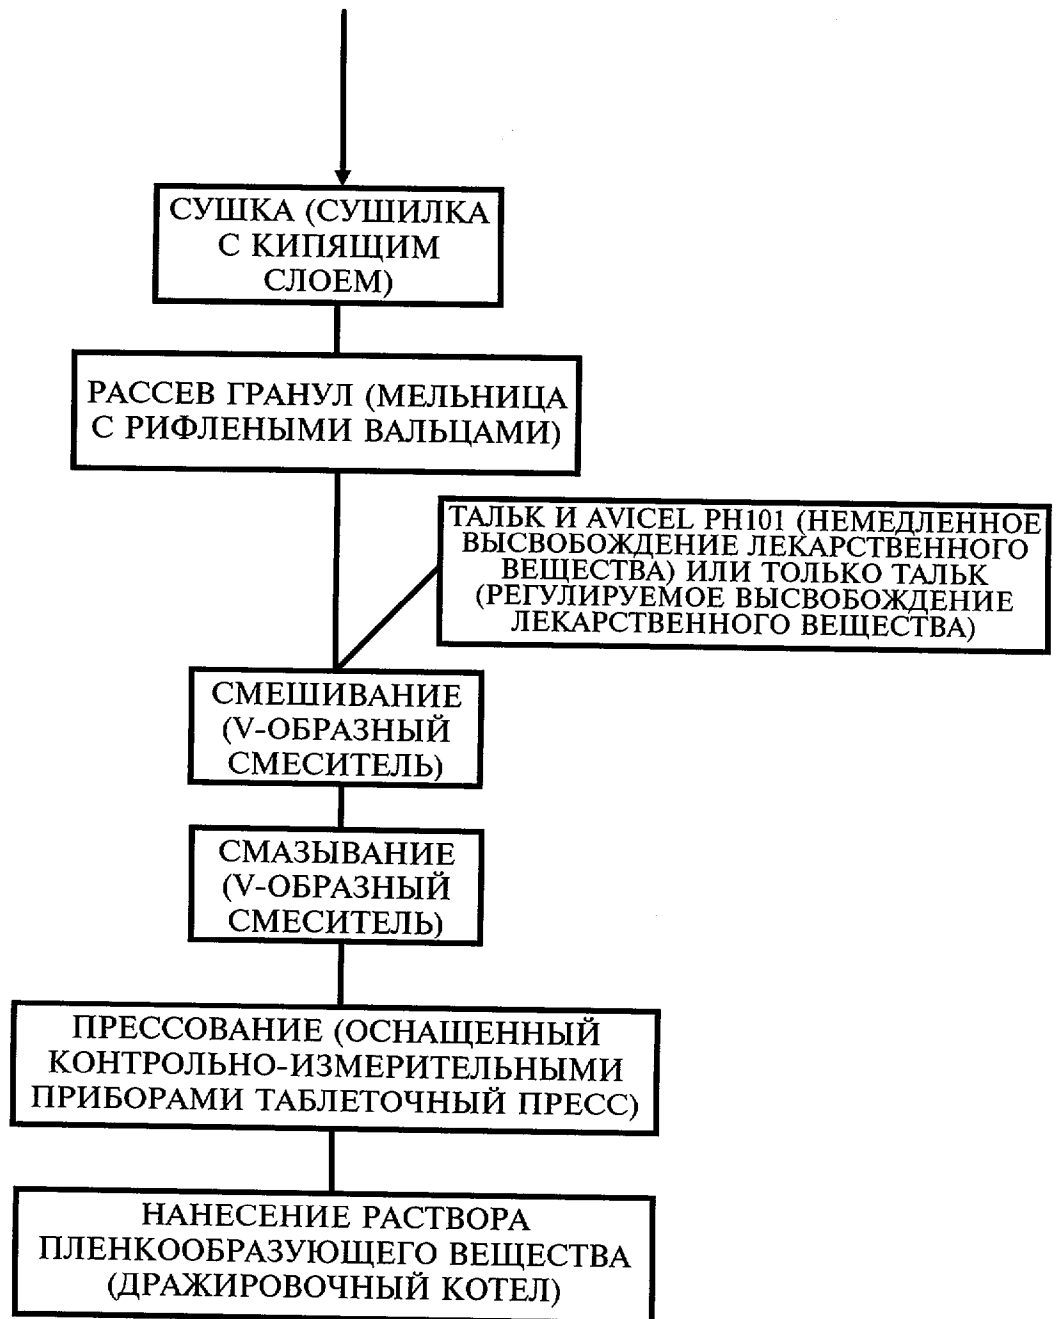 СУШКА (СУШИЛКА
С КИПЯЩИМ
СЛОЕМ)
РАССЕВ ГРАНУЛ (МЕЛЬНИЦА
С РИФЛЕНЫМИ ВАЛЬЦАМИ)
ТАЛЬК И AVICEL PH101 (НЕМЕДЛЕННОЕ
ВЫСВОБОЖДЕНИЕ ЛЕКАРСТВЕННОГО
ВЕЩЕСТВА) ИЛИ ТОЛЬКО ТАЛЬК
(РЕГУЛИРУЕМОЕ ВЫСВОБОЖДЕНИЕ
ЛЕКАРСТВЕННОГО ВЕЩЕСТВА)
СМЕШИВАНИЕ
(V-ОБРАЗНЫЙ
СМЕСИТЕЛЬ)
СМАЗЫВАНИЕ
(V-ОБРАЗНЫЙ
СМЕСИТЕЛЬ)
ПРЕССОВАНИЕ (ОСНАЩЕННЫЙ
КОНТРОЛЬНО-ИЗМЕРИТЕЛЬНЫМИ
ПРИБОРАМИ ТАБЛЕТОЧНЫЙ ПРЕСС)
НАНЕСЕНИЕ РАСТВОРА
ПЛЕНКООБРАЗУЮЩЕГО ВЕЩЕСТВА
(ДРАЖИРОВОЧНЫЙ КОТЕЛ)